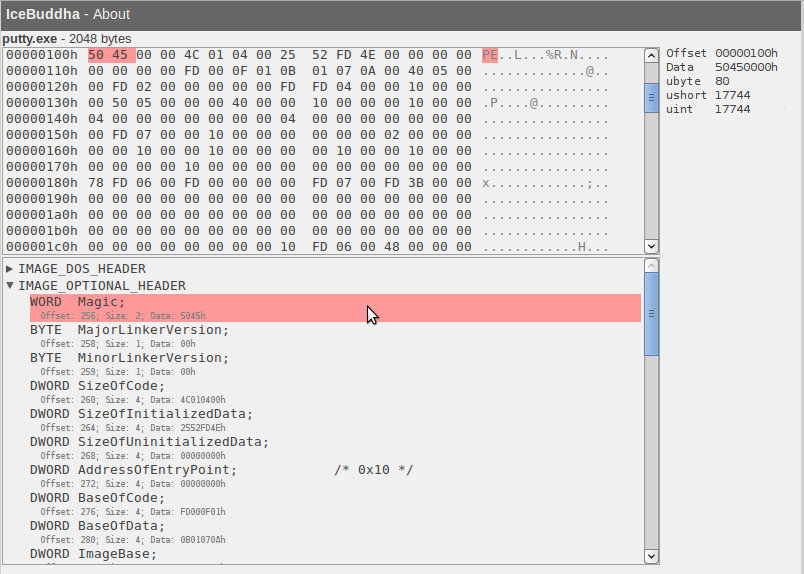 IceBuddha - About
putty.exe - 2048 bytes
00000100h 50 45 00 00 4C 01 04 00 25 52 FD 4E 00 00 00 00 PE..L...%R.N....
00000110h 00 00 00 00 FD 00 0F 01 0B 01 07 0A 00 40 05 00 .............@..
00000120h 00 FD 02 00 00 00 00 FD FD 04 00 00 10 00 00 ................
00000130h 00 50 05 00 00 00 40 00 00 10 00 00 00 10 00 00 .P....@.........
00000140h 04 00 00 00 00 00 00 00 04 00 00 00 00 00 00 00 ................
00000150h 00 FD 07 00 00 10 00 00 00 00 00 00 02 00 00 00 ................
00000160h 00 00 10 00 00 10 00 00 00 00 10 00 00 10 00 00 ................
00000170h 00 00 00 00 10 00 00 00 00 00 00 00 00 00 00 00 ................
00000180h 78 FD 06 00 FD 00 00 00 00 FD 07 00 FD 3B 00 00 x............;..
00000190h 00 00 00 00 00 00 00 00 00 00 00 00 00 00 00 00 ................
000001a0h 00 00 00 00 00 00 00 00 00 00 00 00 00 00 00 00 ................
000001b0h 00 00 00 00 00 00 00 00 00 00 00 00 00 00 00 00 ................
000001c0h 00 00 00 00 00 00 00 00 10 FD 06 00 48 00 00 00 ............H...
Offset 00000100h
Data 50450000h
ubyte 80
ushort 17744
uint 17744
IMAGE_DOS_HEADER
IMAGE_OPTIONAL_HEADER
WORD Magic;
Offset: 256; Size: 2; Data: 5045h
BYTE MajorLinkerVersion;
Offset: 258; Size: 1; Data: 00h
BYTE MinorLinkerVersion;
Offset: 259; Size: 1; Data: 00h
DWORD SizeOfCode;
Offset: 260; Size: 4; Data: 4C010400h
DWORD SizeOfInitializedData;
Offset: 264; Size: 4; Data: 2552FD4Eh
DWORD SizeOfUninitializedData;
Offset: 268; Size: 4; Data: 00000000h
DWORD AddressOfEntryPoint; /* 0x10 */
Offset: 272; Size: 4; Data: 00000000h
DWORD BaseOfCode;
Offset: 276; Size: 4; Data: FD000F01h
DWORD BaseOfData;
Offset: 280; Size: 4; Data: 0B01070Ah
DWORD ImageBase;